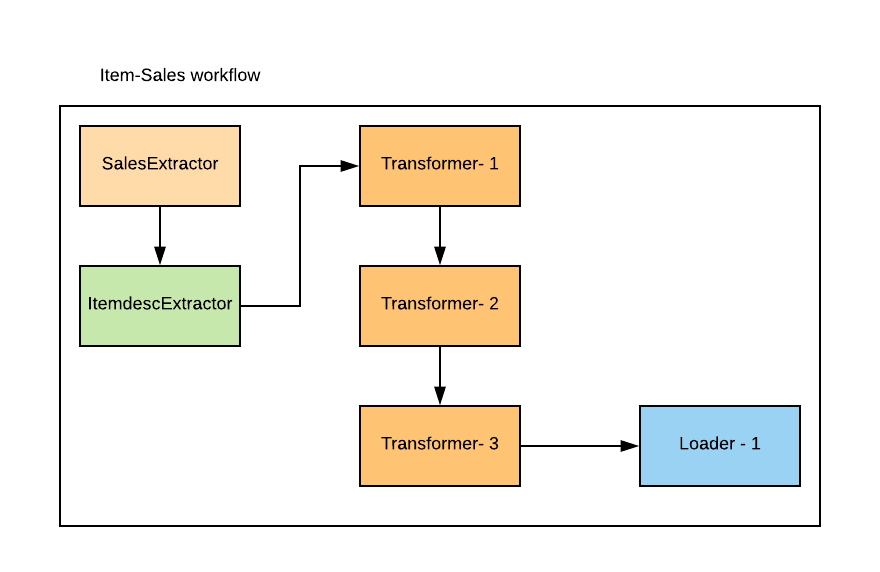 Item-Sales workflow
SalesExtractor
ItemdescExtractor
Transformer- 1
Transformer- 2
Transformer- 3
Loader - 1